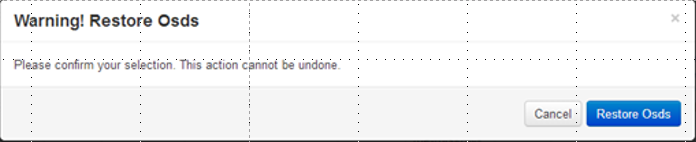 Warning! Restore Osds
×
Please confirm your selection. This action cannot be undone.
Cancel
Restore Osds